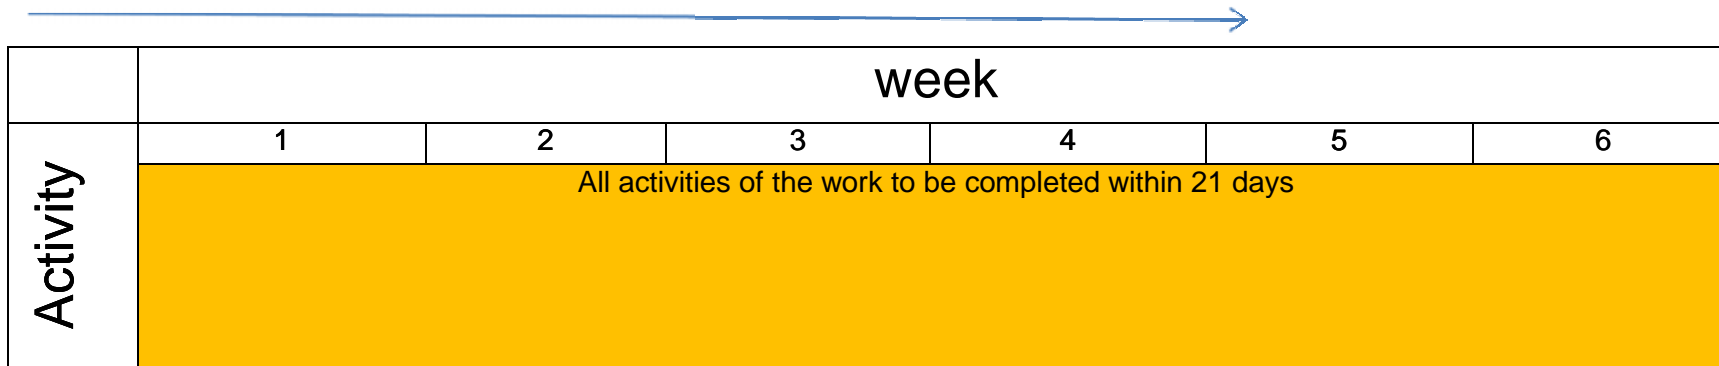 week
1 2 3 4 5 6
Activity
All activities of the work to be completed within 21 days